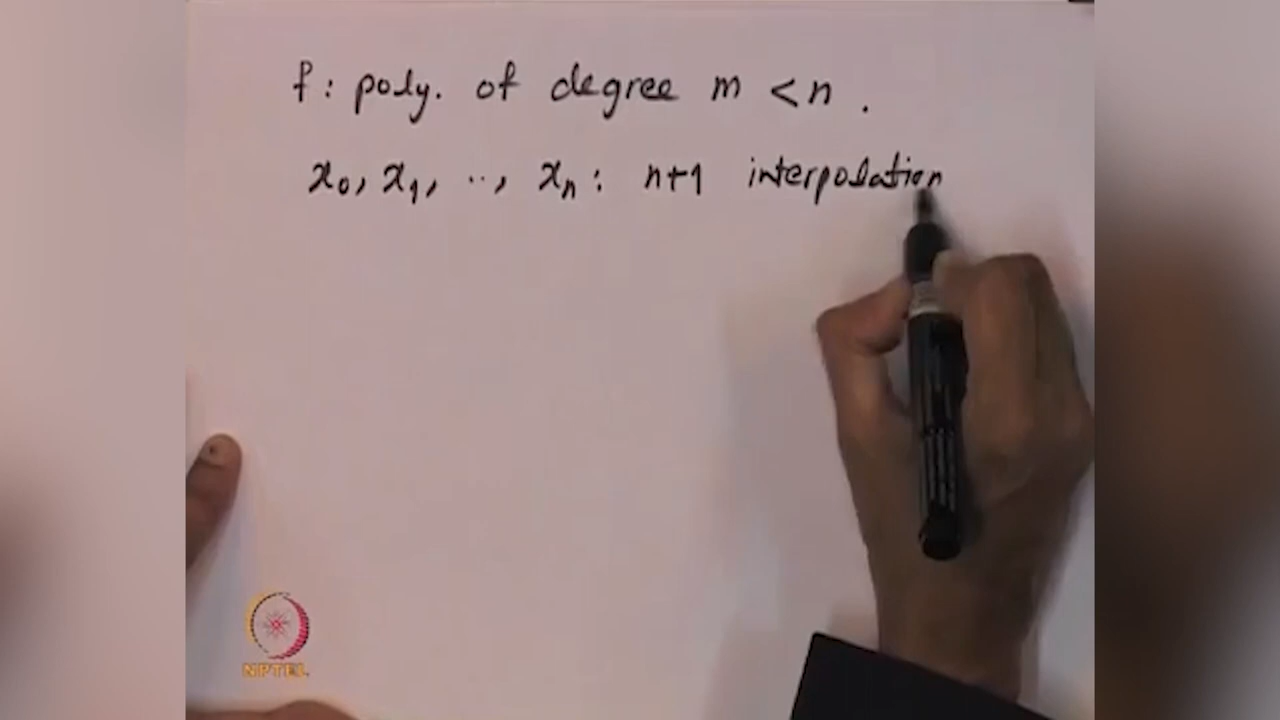 f : poly. of degree m < n .
x₀, x₁, .., xₙ : n+1 interpolation
NPTEL